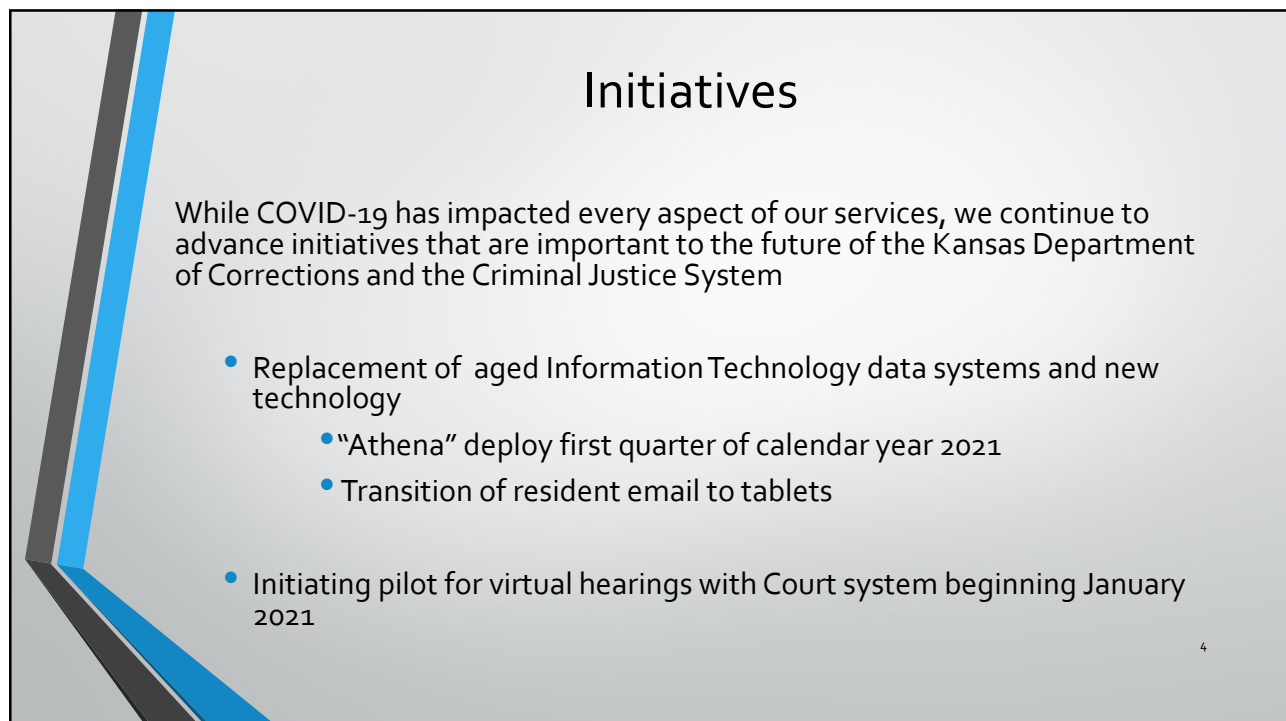 Initiatives
While COVID-19 has impacted every aspect of our services, we continue to
advance initiatives that are important to the future of the Kansas Department
of Corrections and the Criminal Justice System
• Replacement of aged Information Technology data systems and new
technology
• “Athena” deploy first quarter of calendar year 2021
• Transition of resident email to tablets
• Initiating pilot for virtual hearings with Court system beginning January
2021
4